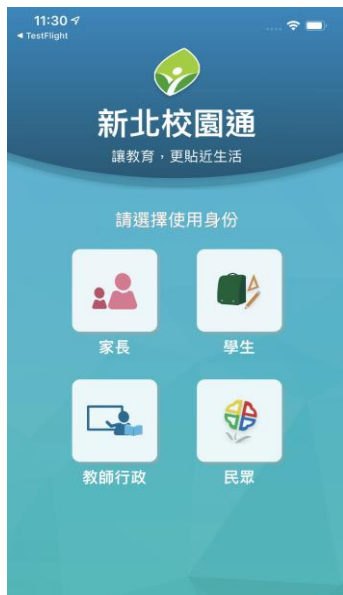 11:30
◀ TestFlight
新北校園通
讓教育，更貼近生活
請選擇使用身份
家長
學生
教師行政
民眾